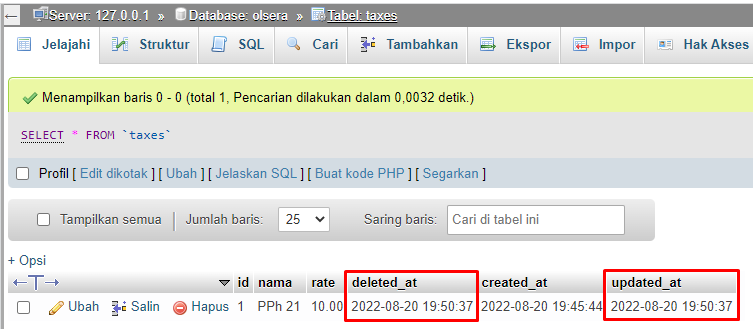 Server: 127.0.0.1 » Database: olsera » Tabel: taxes
Jelajahi Struktur SQL Cari Tambahkan Ekspor Impor Hak Akses
Menampilkan baris 0 - 0 (total 1, Pencarian dilakukan dalam 0,0032 detik.)
SELECT * FROM `taxes`
Profil [ Edit dikotak ] [ Ubah ] [ Jelaskan SQL ] [ Buat kode PHP ] [ Segarkan ]
Tampilkan semua | Jumlah baris: 25 Saring baris: Cari di tabel ini
+ Opsi
←T→ id nama rate deleted_at created_at updated_at
Ubah Salin Hapus 1 PPh 21 10.00 2022-08-20 19:50:37 2022-08-20 19:45:44 2022-08-20 19:50:37